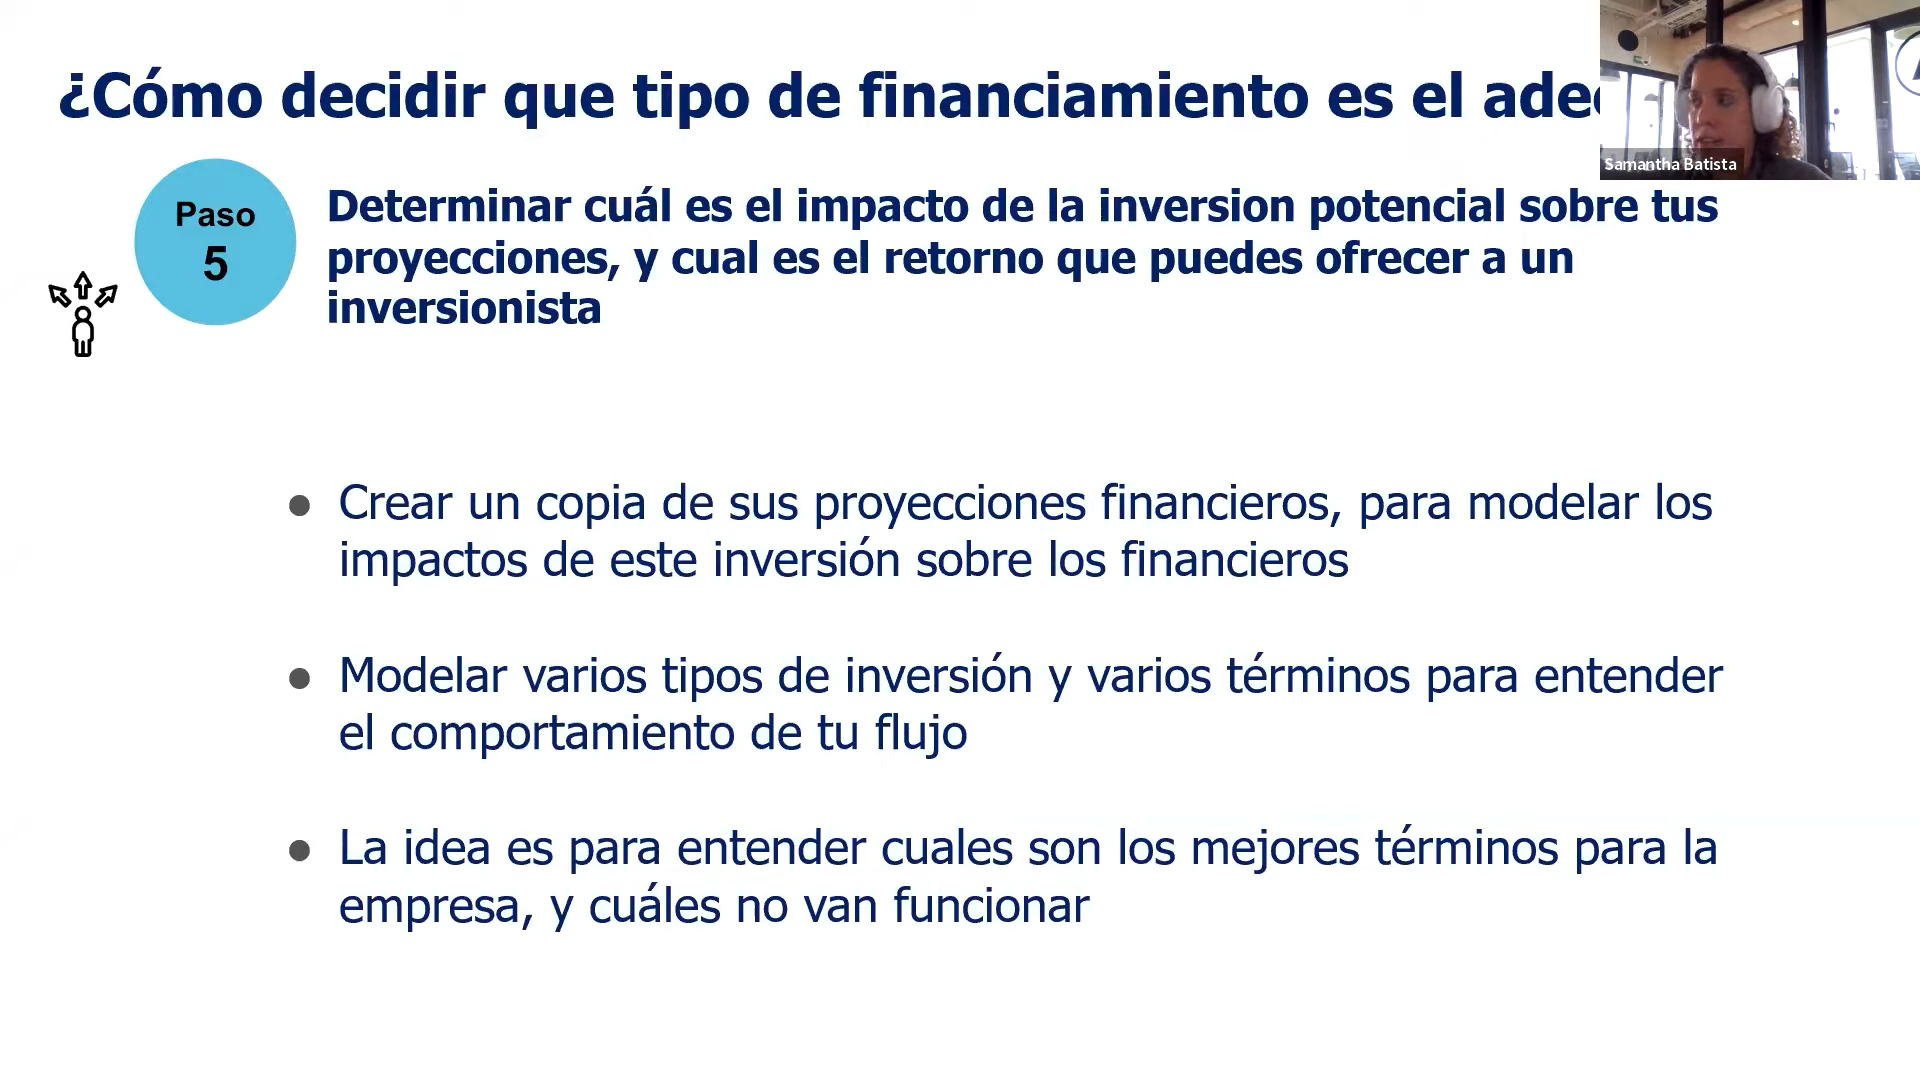 ¿Cómo decidir que tipo de financiamiento es el
Samantha Batista
Paso
5
Determinar cuál es el impacto de la inversion potencial sobre tus
proyecciones, y cual es el retorno que puedes ofrecer a un
inversionista
● Crear un copia de sus proyecciones financieros, para modelar los
impactos de este inversión sobre los financieros
● Modelar varios tipos de inversión y varios términos para entender
el comportamiento de tu flujo
● La idea es para entender cuales son los mejores términos para la
empresa, y cuáles no van funcionar